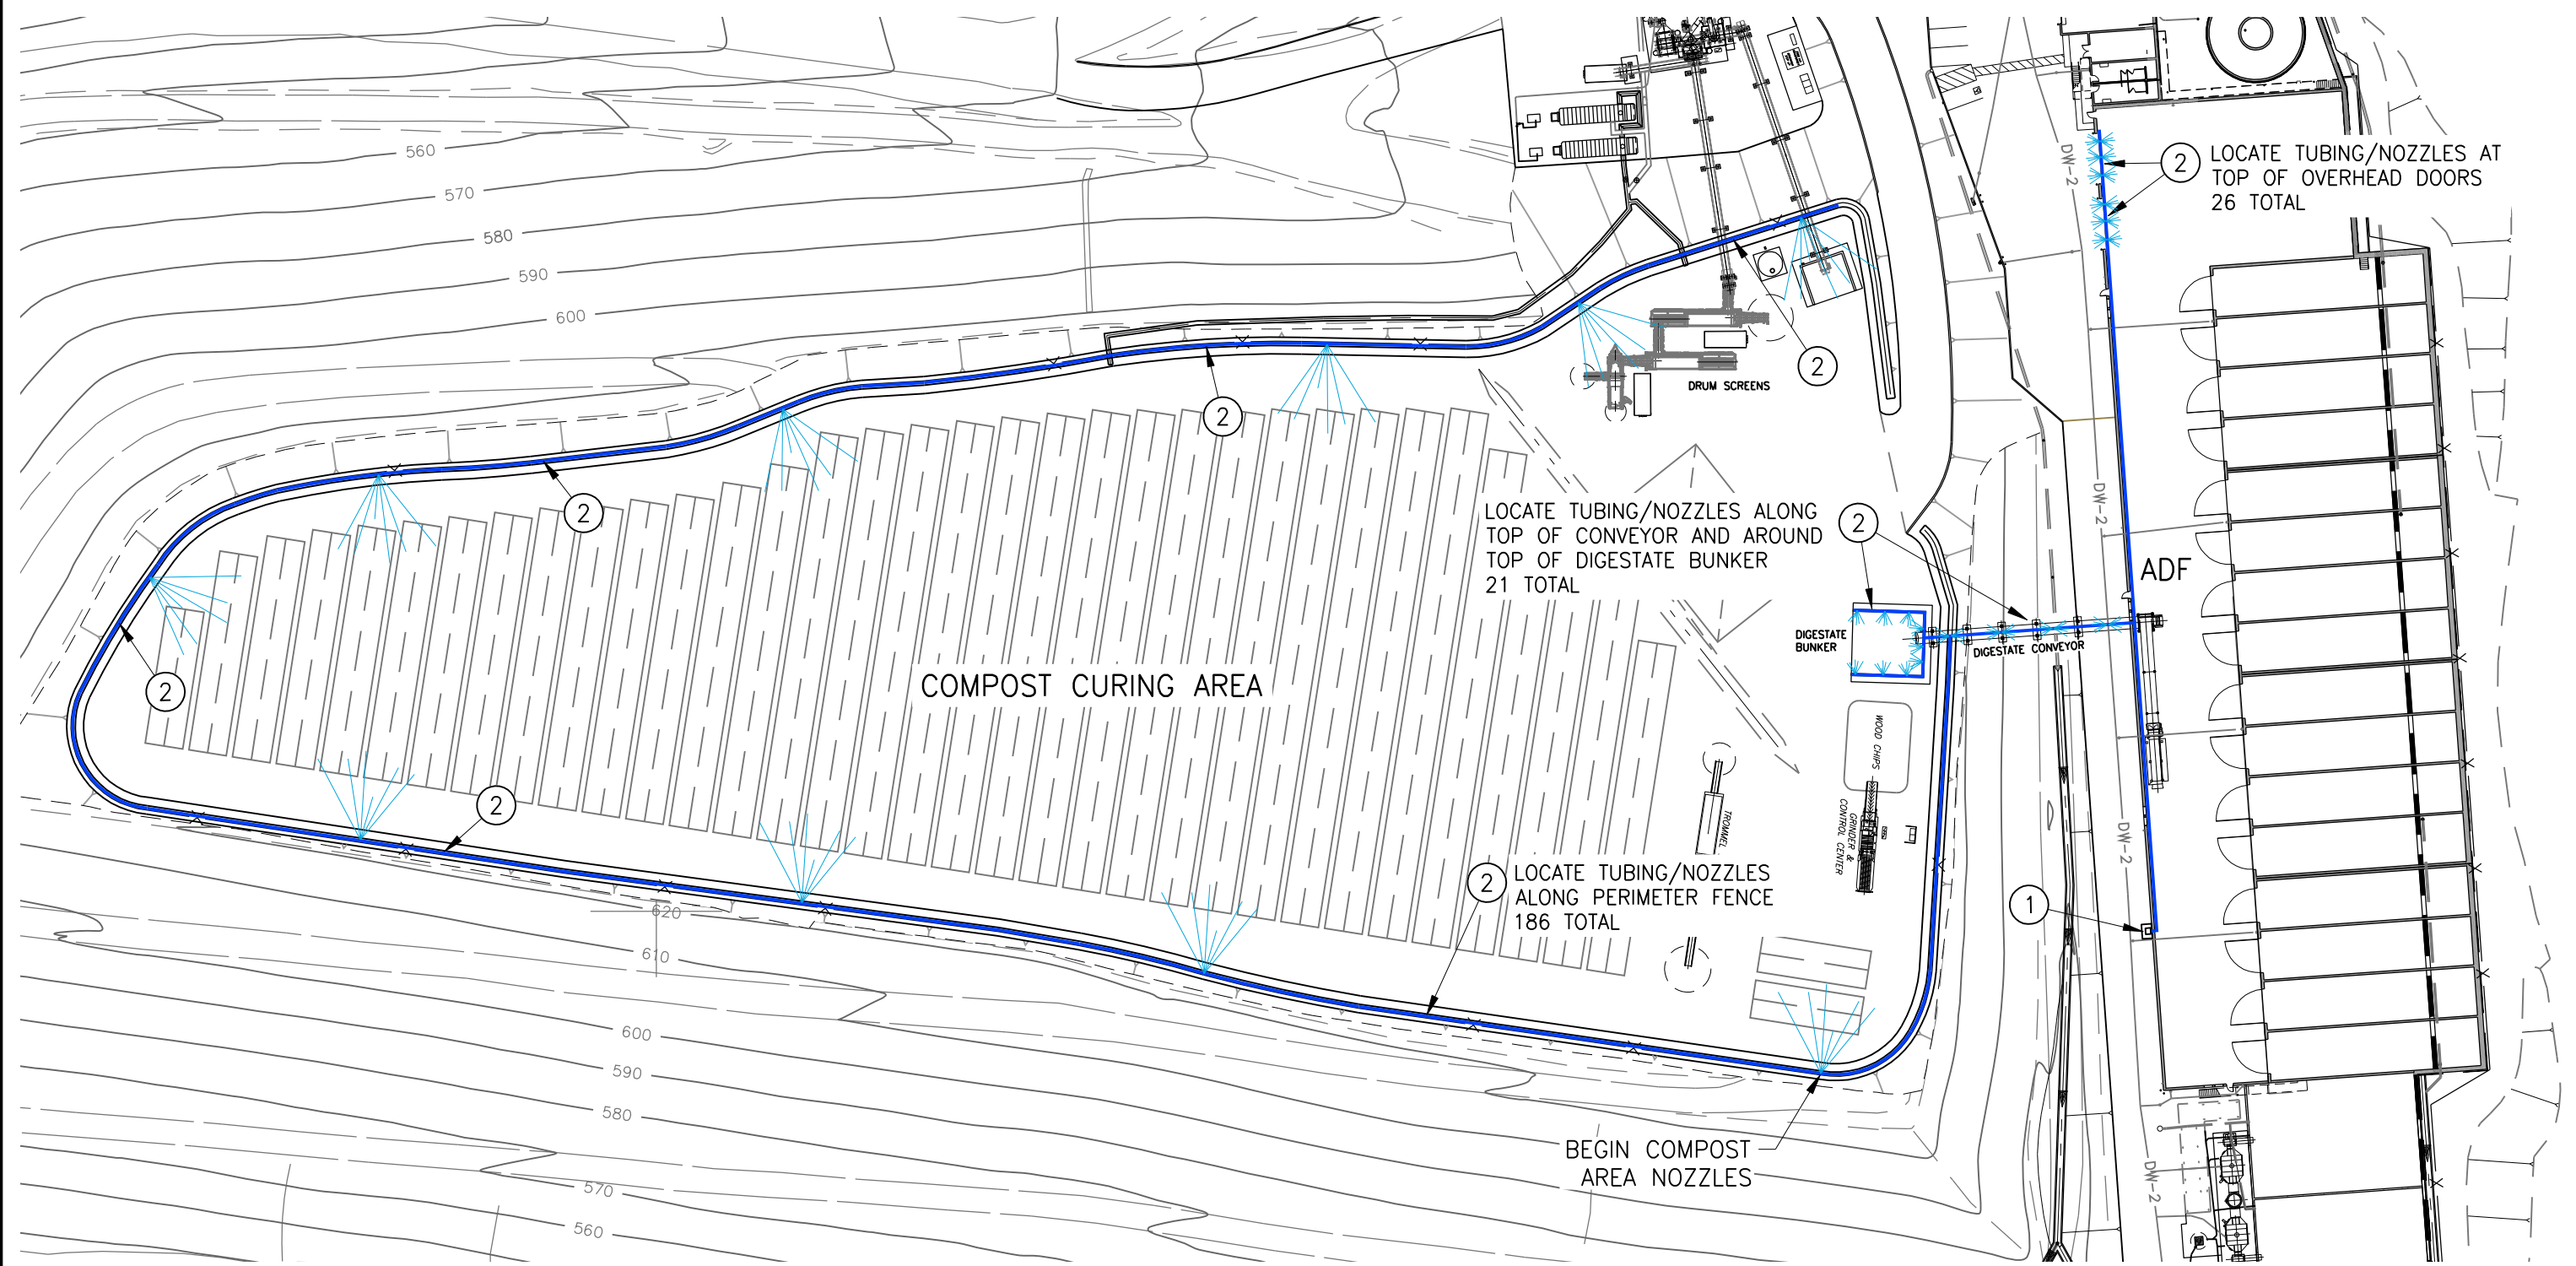 560
570
580
590
600
DW-2
2
LOCATE TUBING/NOZZLES AT
TOP OF OVERHEAD DOORS
26 TOTAL
2
DRUM SCREENS
2
2
LOCATE TUBING/NOZZLES ALONG
TOP OF CONVEYOR AND AROUND
TOP OF DIGESTATE BUNKER
21 TOTAL
2
DW-2
ADF
DIGESTATE
BUNKER
DIGESTATE CONVEYOR
2
COMPOST CURING AREA
WOOD CHIPS
2
TROMMEL
GRINDER &
CONTROL CENTER
DW-2
2
LOCATE TUBING/NOZZLES
ALONG PERIMETER FENCE
186 TOTAL
1
620
610
600
590
580
570
560
BEGIN COMPOST
AREA NOZZLES
DW-2